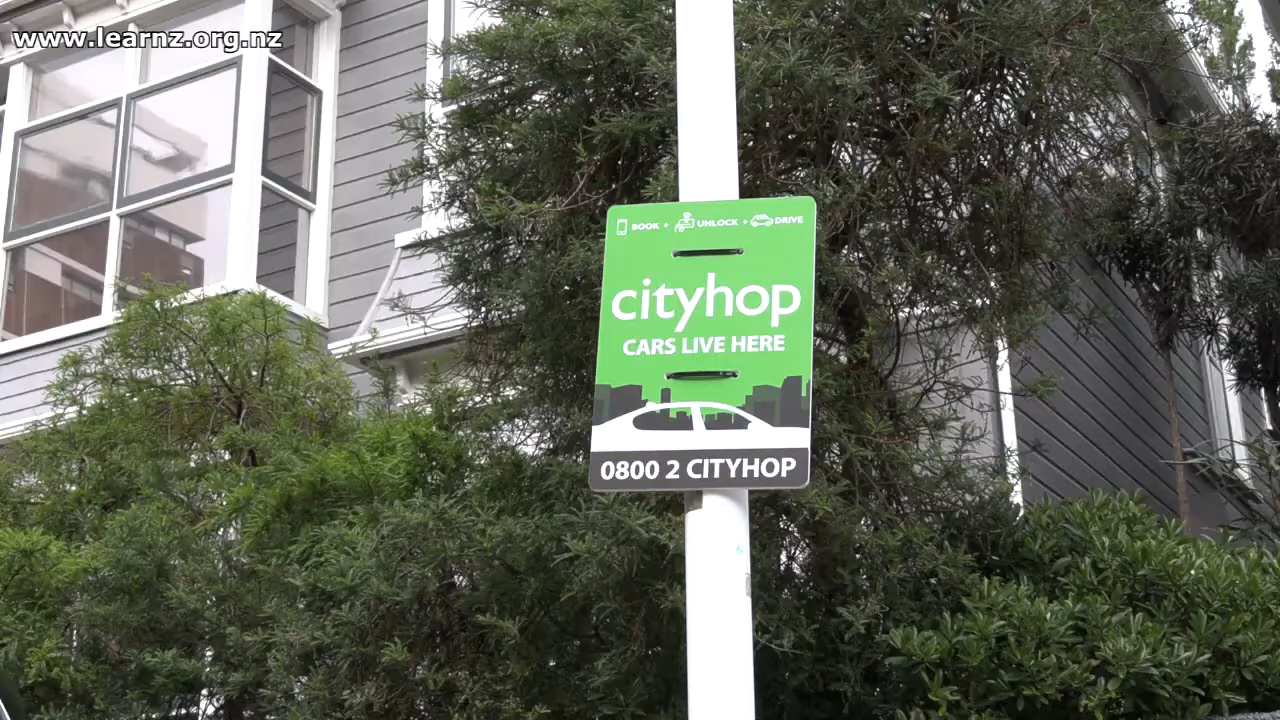 www.learnz.org.nz
BOOK + UNLOCK + DRIVE
cityhop
CARS LIVE HERE
0800 2 CITYHOP